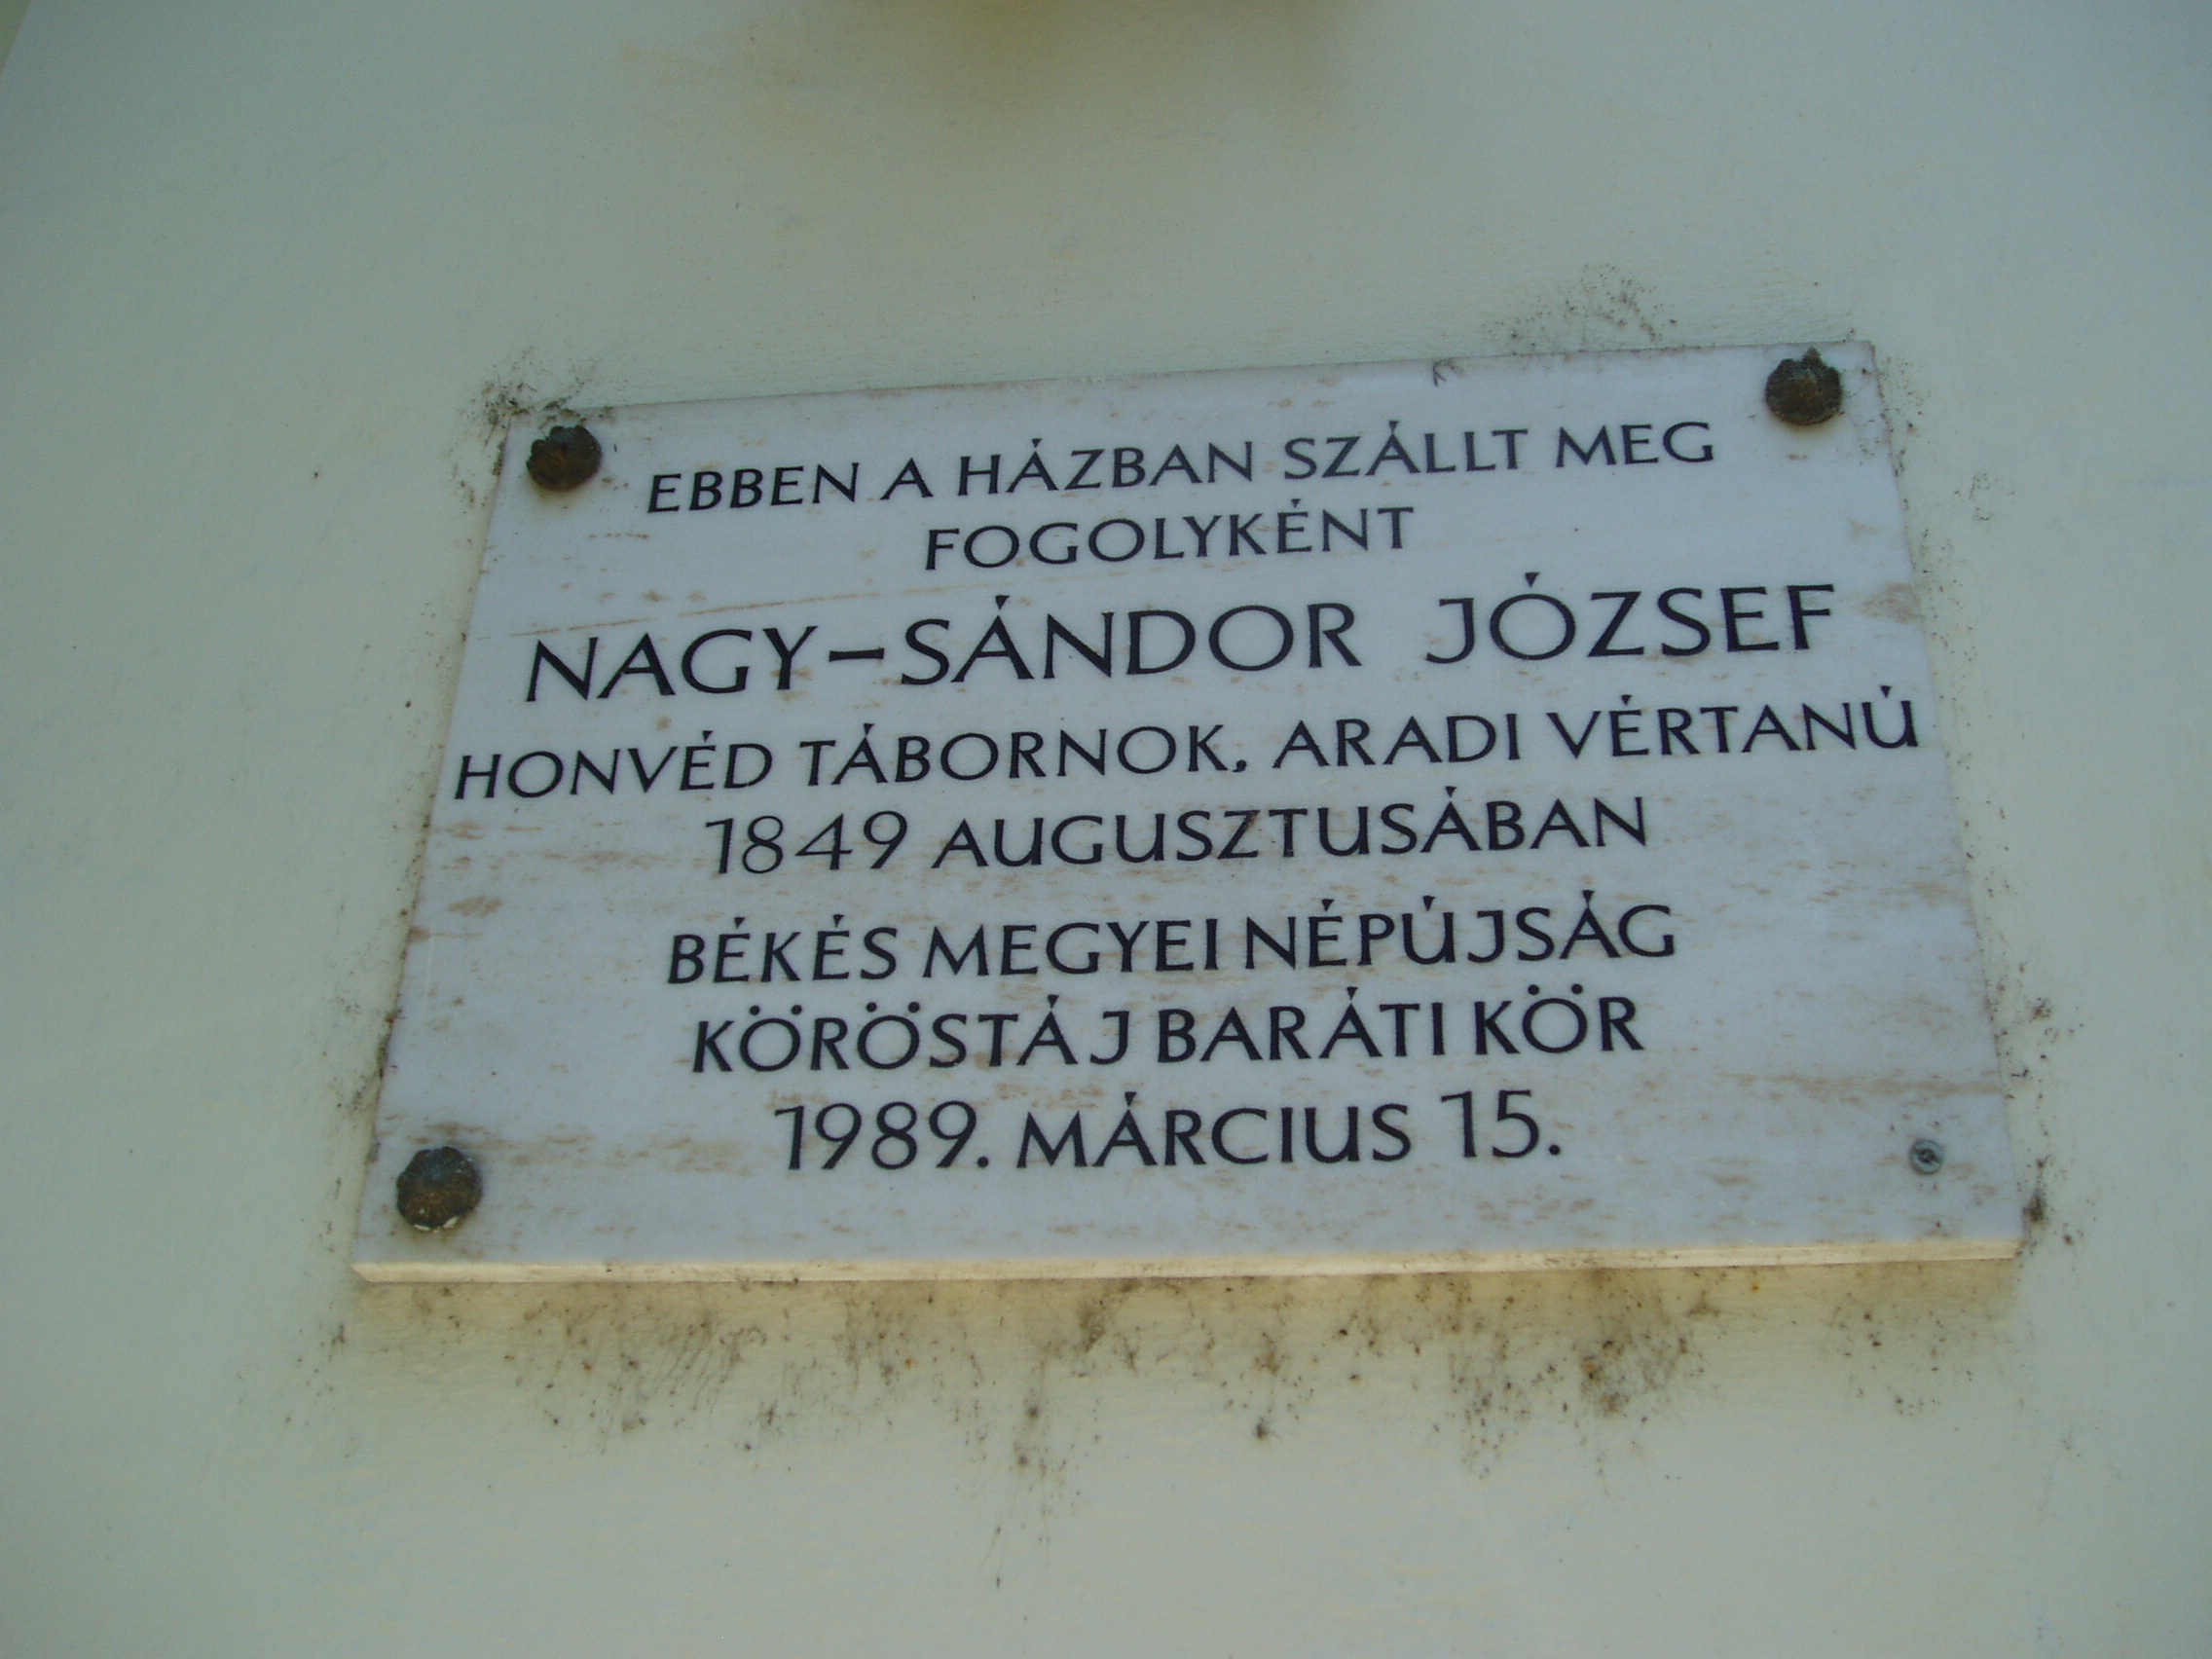 EBBEN A HÁZBAN SZÁLLT MEG
FOGOLYKÉNT
NAGY–SÁNDOR JÓZSEF
HONVÉD TÁBORNOK, ARADI VÉRTANÚ
1849 AUGUSZTUSÁBAN
BÉKÉS MEGYEI NÉPÚJSÁG
KÖRÖSTÁJ BARÁTI KÖR
1989. MÁRCIUS 15.